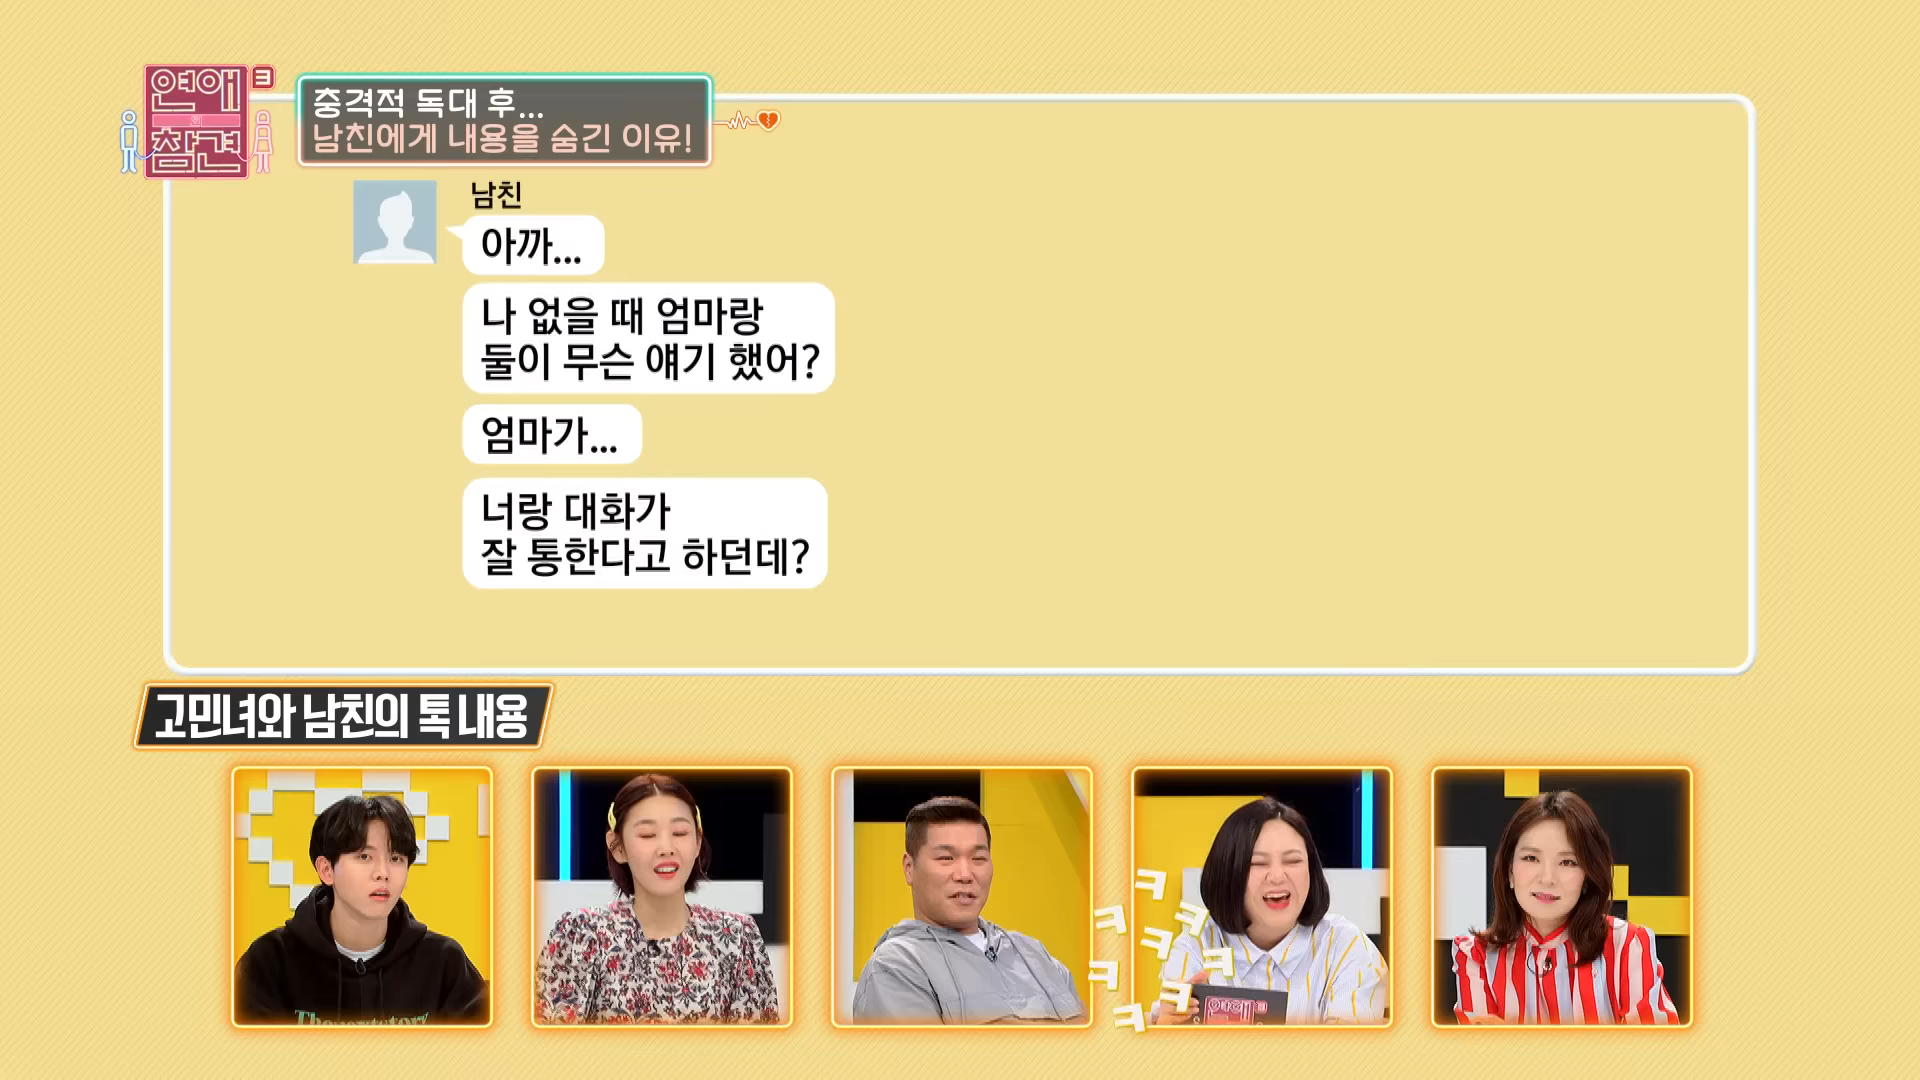 연애
의
참견
3
충격적 독대 후...
남친에게 내용을 숨긴 이유!
남친
아까...
나 없을 때 엄마랑
둘이 무슨 얘기 했어?
엄마가...
너랑 대화가
잘 통한다고 하던데?
고민녀와 남친의 톡 내용
ㅋ
ㅋ
ㅋ
ㅋ
ㅋ
ㅋ
ㅋ
ㅋ
연애